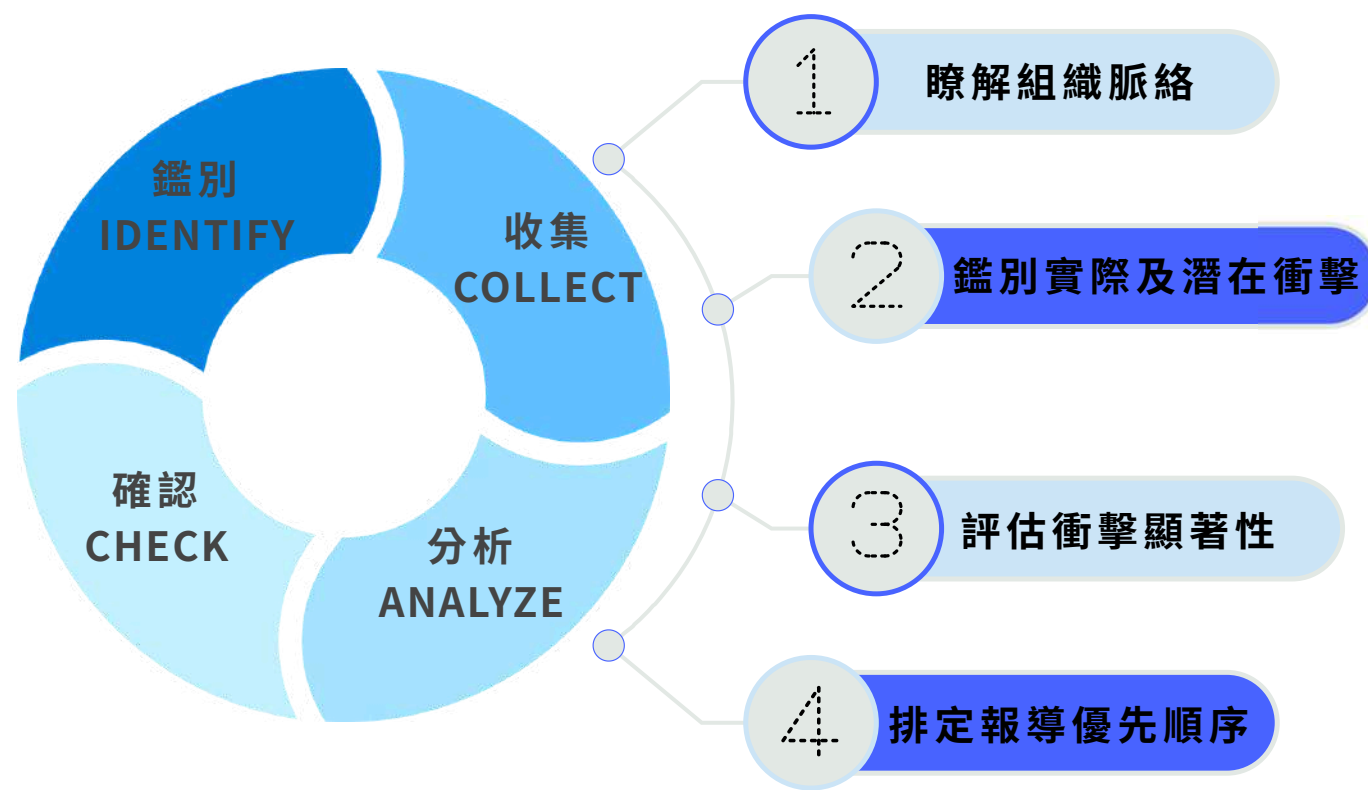 鑑別
IDENTIFY
收集
COLLECT
確認
CHECK
分析
ANALYZE
1
瞭解組織脈絡
2
鑑別實際及潛在衝擊
3
評估衝擊顯著性
4
排定報導優先順序